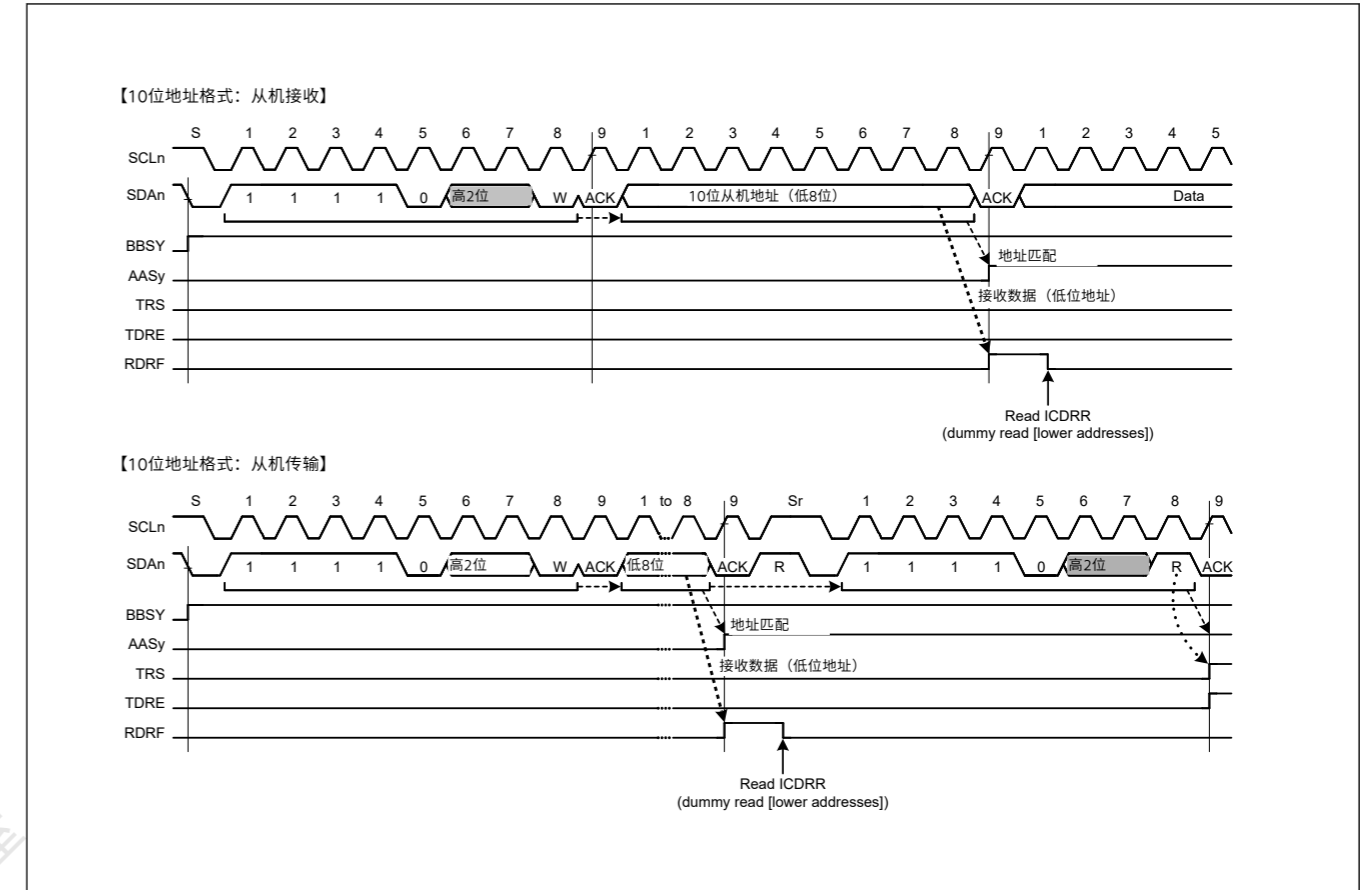 【10位地址格式：从机接收】
S 1 2 3 4 5 6 7 8 9 1 2 3 4 5 6 7 8 9 1 2 3 4 5
SCLn
SDAn 1 1 1 1 0 高2位 W ACK 10位从机地址（低8位） ACK Data
BBSY
地址匹配
AASy
接收数据（低位地址）
TRS
TDRE
RDRF
Read ICDRR
(dummy read [lower addresses])
【10位地址格式：从机传输】
S 1 2 3 4 5 6 7 8 9 1 to 8 9 Sr 1 2 3 4 5 6 7 8 9
SCLn
SDAn 1 1 1 1 0 高2位 W ACK 低8位 ACK R 1 1 1 1 0 高2位 R ACK
BBSY
地址匹配
AASy
接收数据（低位地址）
TRS
TDRE
RDRF
Read ICDRR
(dummy read [lower addresses])